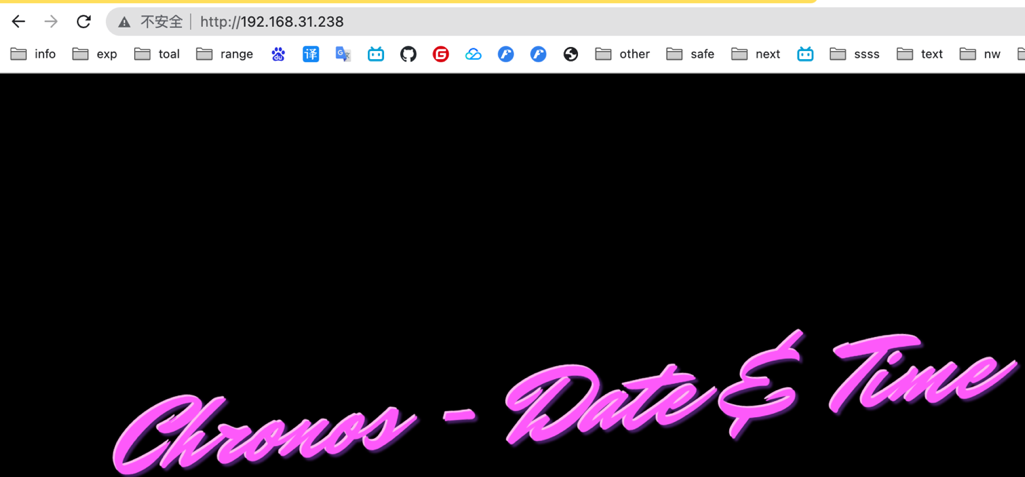 不安全 http://192.168.31.238
info exp toal range 译 G other safe next ssss text nw
Chronos - Date & Time